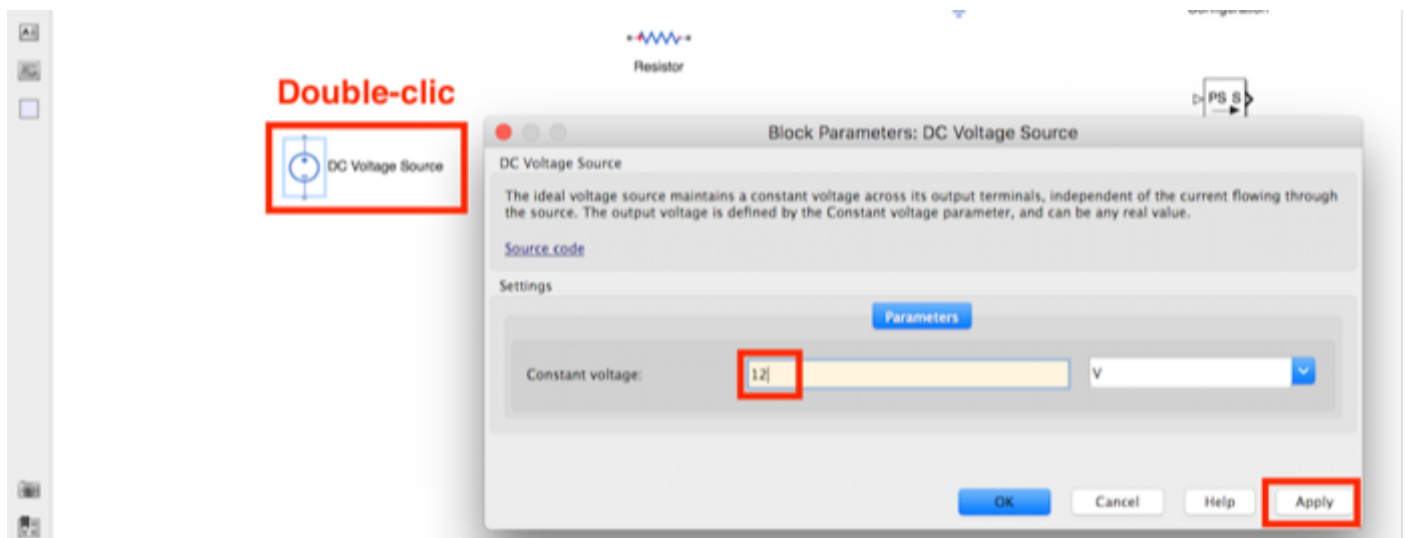 Resistor
Double-clic
PS S
DC Voltage Source
Block Parameters: DC Voltage Source
DC Voltage Source
The ideal voltage source maintains a constant voltage across its output terminals, independent of the current flowing through
the source. The output voltage is defined by the Constant voltage parameter, and can be any real value.
Source code
Settings
Parameters
Constant voltage:
12
V
OK
Cancel
Help
Apply